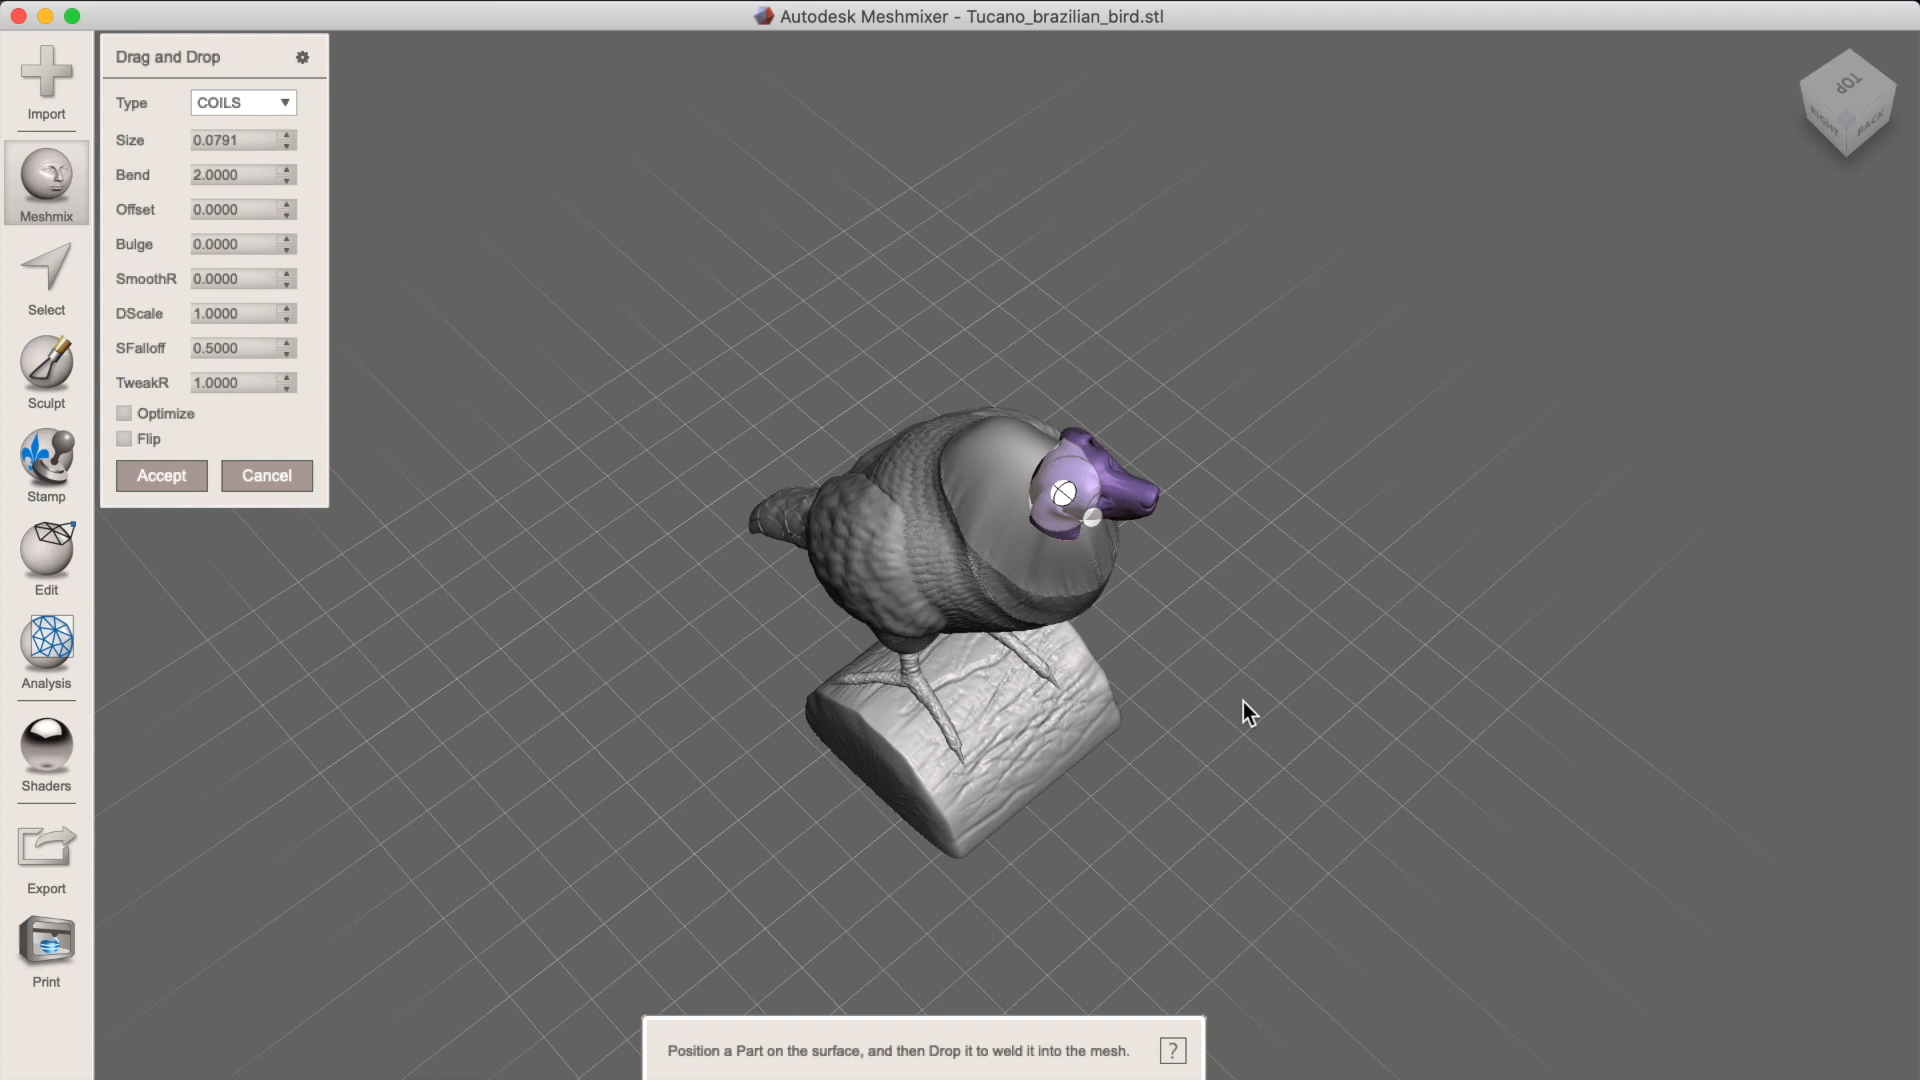 Autodesk Meshmixer - Tucano_brazilian_bird.stl
Import
Meshmix
Select
Sculpt
Stamp
Edit
Analysis
Shaders
Export
Print
Drag and Drop
Type COILS
Size 0.0791
Bend 2.0000
Offset 0.0000
Bulge 0.0000
SmoothR 0.0000
DScale 1.0000
SFalloff 0.5000
TweakR 1.0000
Optimize
Flip
Accept Cancel
TOP
RIGHT BACK
Position a Part on the surface, and then Drop it to weld it into the mesh. ?